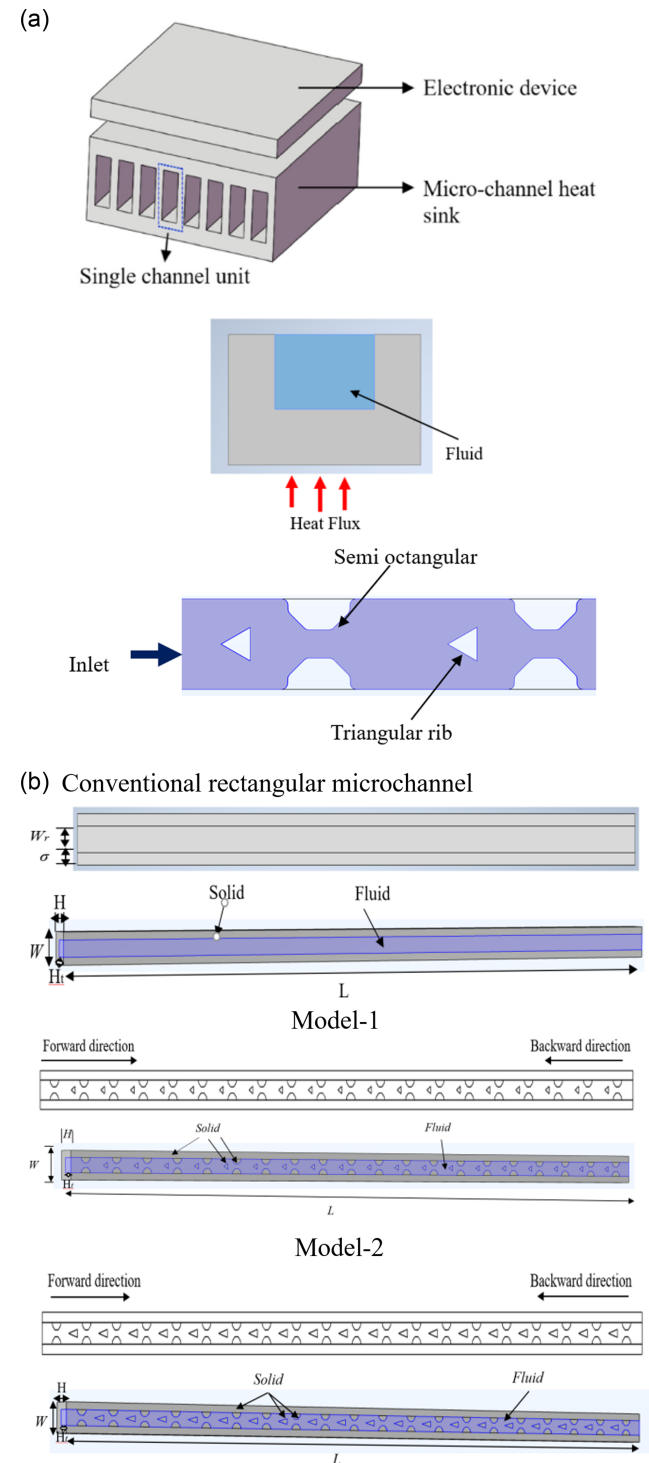 (a)
Electronic device
Micro-channel heat
sink
Single channel unit
Fluid
Heat Flux
Semi octangular
Inlet
Triangular rib
(b) Conventional rectangular microchannel
Wr
σ
Solid
Fluid
H
W
Ht
L
Model-1
Forward direction
Backward direction
H
Solid
Fluid
W
Ht
L
Model-2
Forward direction
Backward direction
H
Solid
Fluid
W
Ht
L